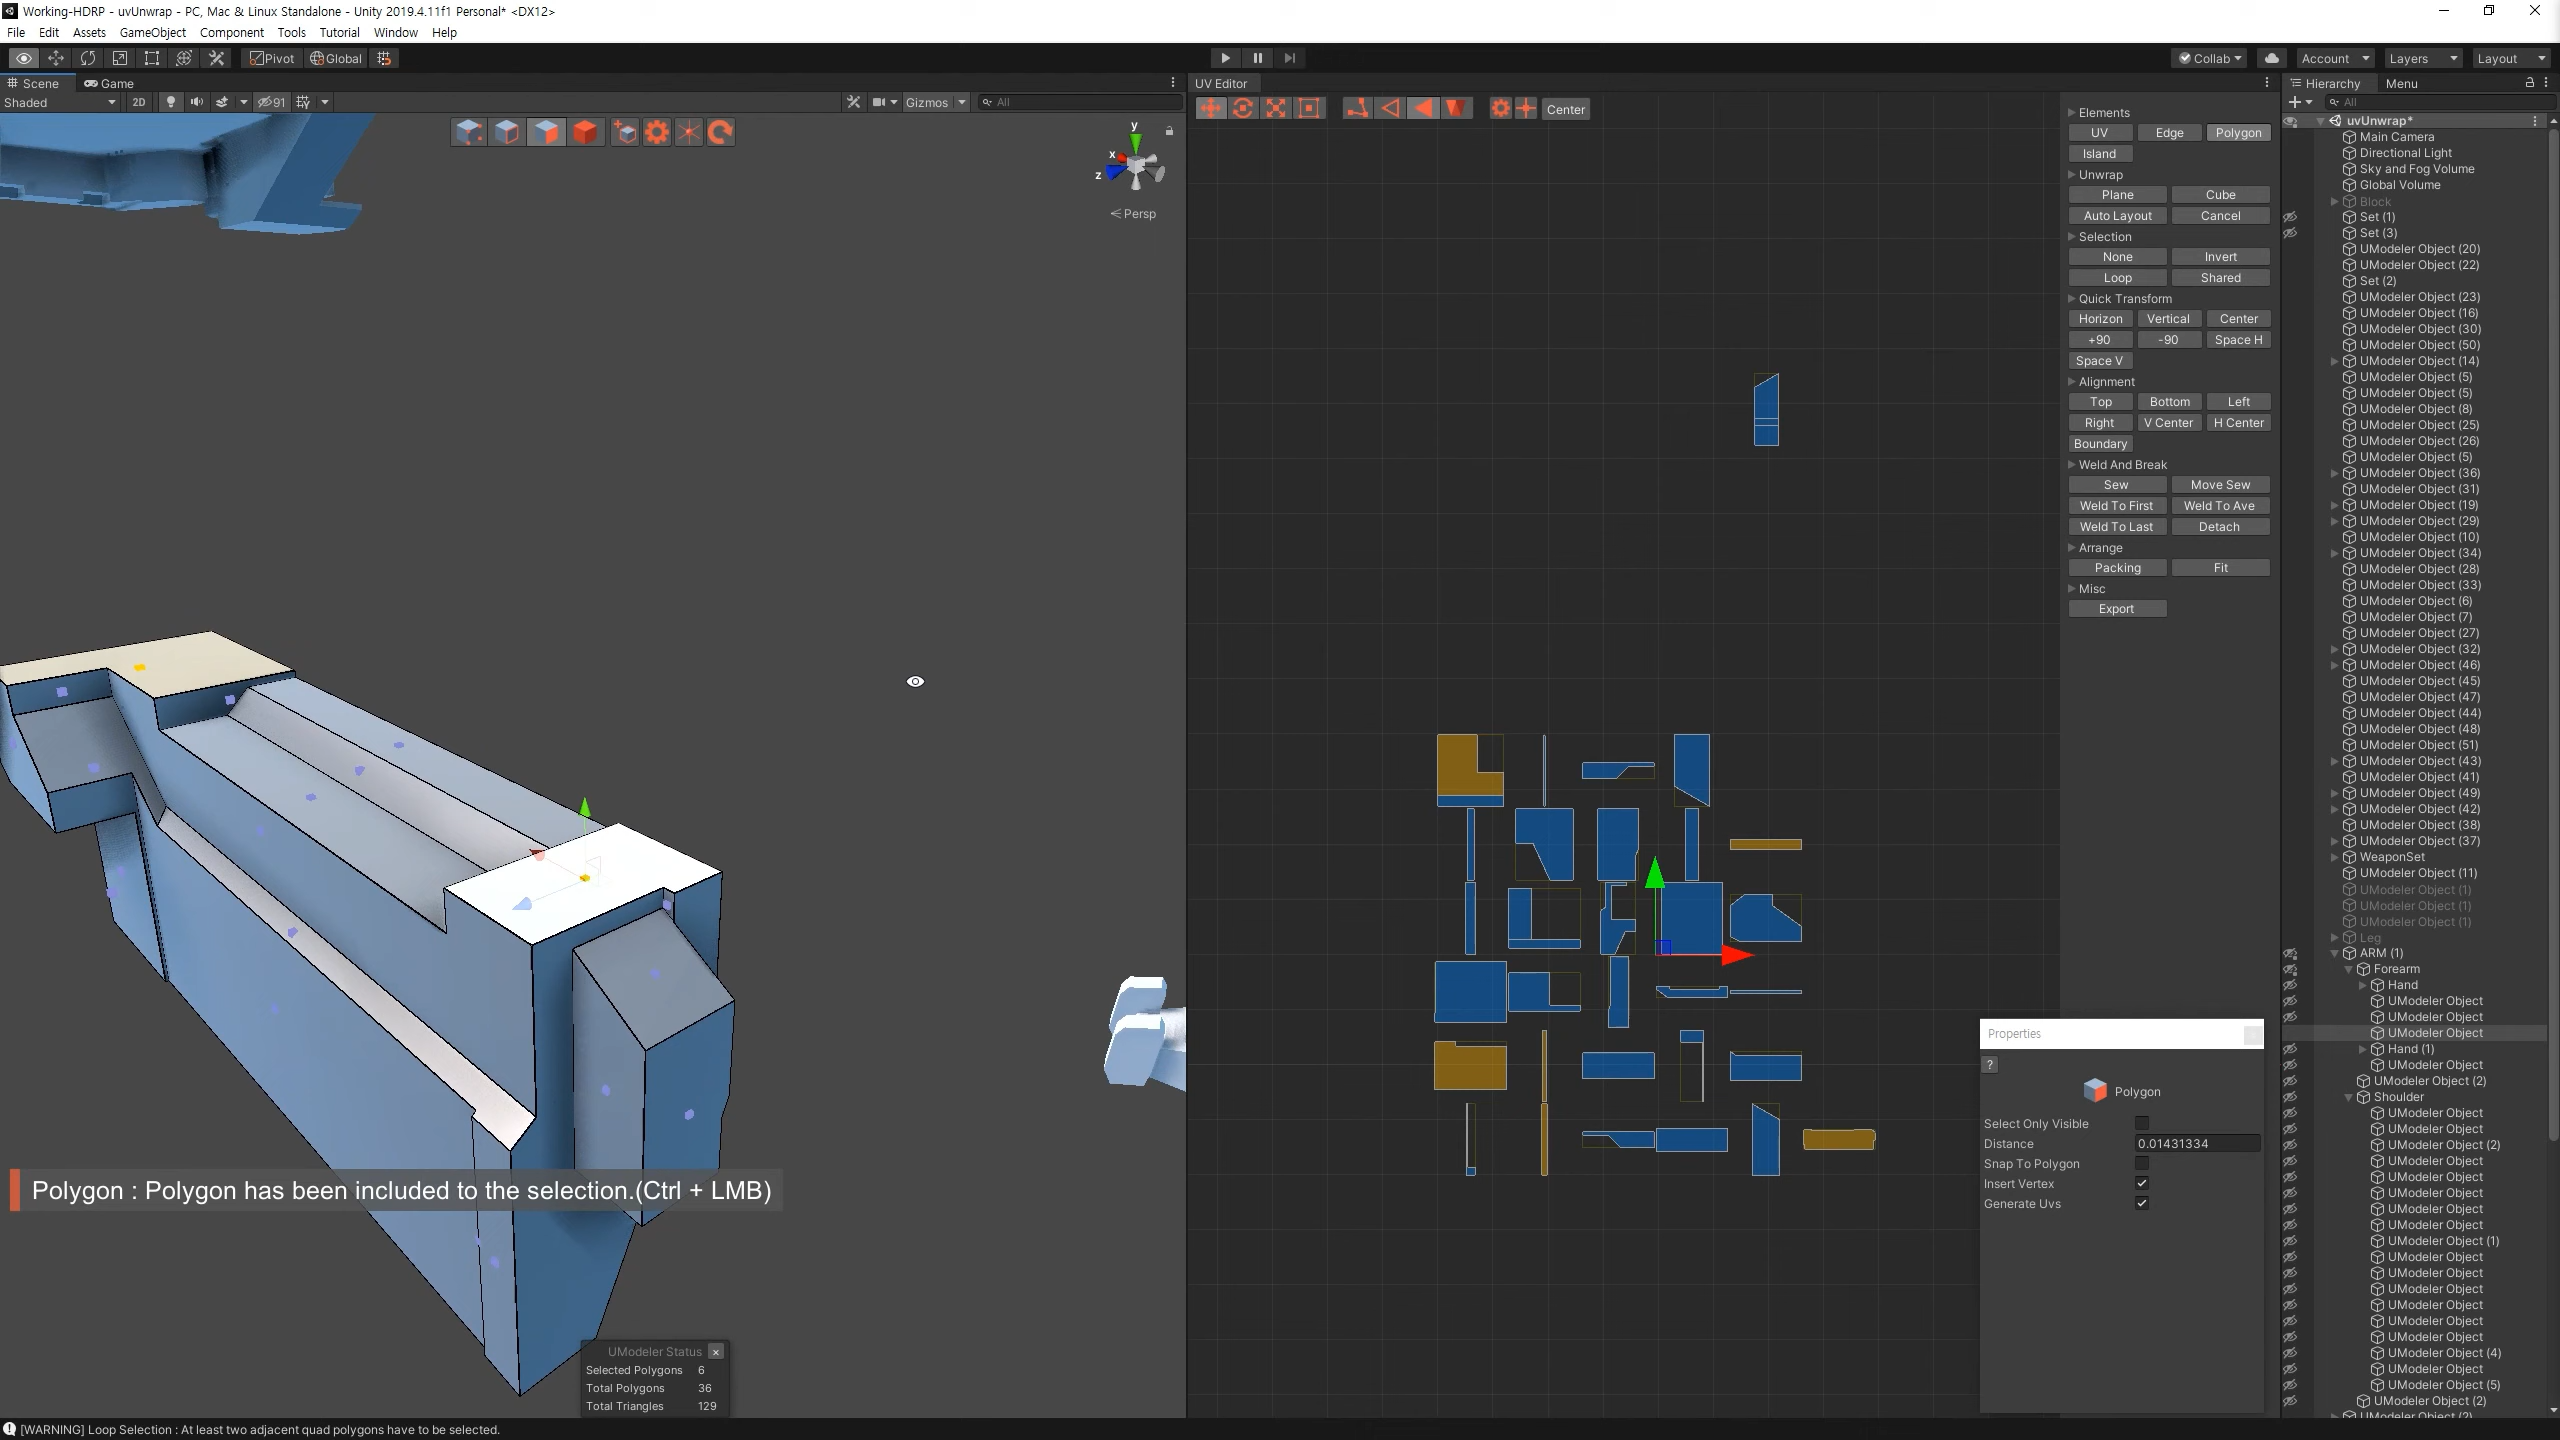 Working-HDRP - uvUnwrap - PC, Mac & Linux Standalone - Unity 2019.4.11f1 Personal* <DX12>
File Edit Assets GameObject Component Tools Tutorial Window Help
Pivot Global Collab Account Layers Layout
Scene Game
Shaded 2D 91 Gizmos All
y
x
z
Persp
UV Editor
Center
Elements
UV Edge Polygon
Island
Unwrap
Plane Cube
Auto Layout Cancel
Selection
None Invert
Loop Shared
Quick Transform
Horizon Vertical Center
+90 -90 Space H
Space V
Alignment
Top Bottom Left
Right V Center H Center
Boundary
Weld And Break
Sew Move Sew
Weld To First Weld To Ave
Weld To Last Detach
Arrange
Packing Fit
Misc
Export
Hierarchy Menu
All
uvUnwrap*
Main Camera
Directional Light
Sky and Fog Volume
Global Volume
Block
Set (1)
Set (3)
UModeler Object (20)
UModeler Object (22)
Set (2)
UModeler Object (23)
UModeler Object (16)
UModeler Object (30)
UModeler Object (50)
UModeler Object (14)
UModeler Object (5)
UModeler Object (5)
UModeler Object (8)
UModeler Object (25)
UModeler Object (26)
UModeler Object (5)
UModeler Object (36)
UModeler Object (31)
UModeler Object (19)
UModeler Object (29)
UModeler Object (10)
UModeler Object (34)
UModeler Object (28)
UModeler Object (33)
UModeler Object (6)
UModeler Object (7)
UModeler Object (27)
UModeler Object (32)
UModeler Object (46)
UModeler Object (45)
UModeler Object (47)
UModeler Object (44)
UModeler Object (48)
UModeler Object (51)
UModeler Object (43)
UModeler Object (41)
UModeler Object (49)
UModeler Object (42)
UModeler Object (38)
UModeler Object (37)
WeaponSet
UModeler Object (11)
UModeler Object (1)
UModeler Object (1)
UModeler Object (1)
Leg
ARM (1)
Forearm
Hand
UModeler Object
UModeler Object
UModeler Object
Hand (1)
UModeler Object
UModeler Object (2)
Shoulder
UModeler Object
UModeler Object
UModeler Object (2)
UModeler Object
UModeler Object
UModeler Object
UModeler Object
UModeler Object
UModeler Object (1)
UModeler Object
UModeler Object
UModeler Object
UModeler Object
UModeler Object
UModeler Object
UModeler Object (4)
UModeler Object
UModeler Object (5)
UModeler Object (2)
UModeler Object (2)
Properties
?
Polygon
Select Only Visible
Distance 0.01431334
Snap To Polygon
Insert Vertex
Generate Uvs
Polygon : Polygon has been included to the selection.(Ctrl + LMB)
UModeler Status x
Selected Polygons 6
Total Polygons 36
Total Triangles 129
[WARNING] Loop Selection : At least two adjacent quad polygons have to be selected.